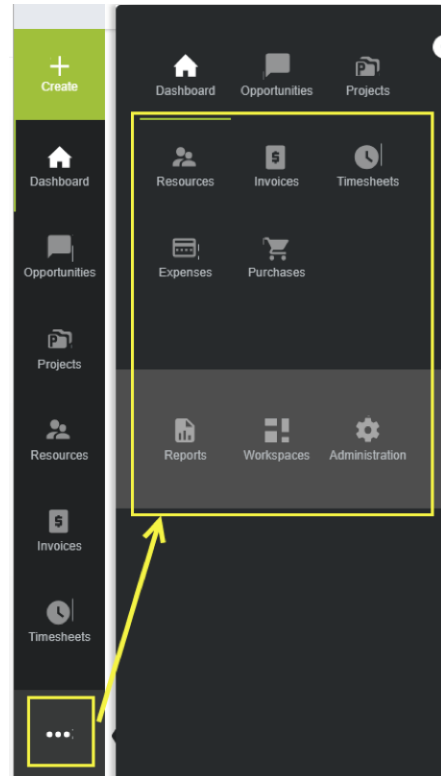 Create
Dashboard
Opportunities
Projects
Resources
Invoices
Timesheets
Dashboard Opportunities Projects
Resources Invoices Timesheets
Expenses Purchases
Reports Workspaces Administration